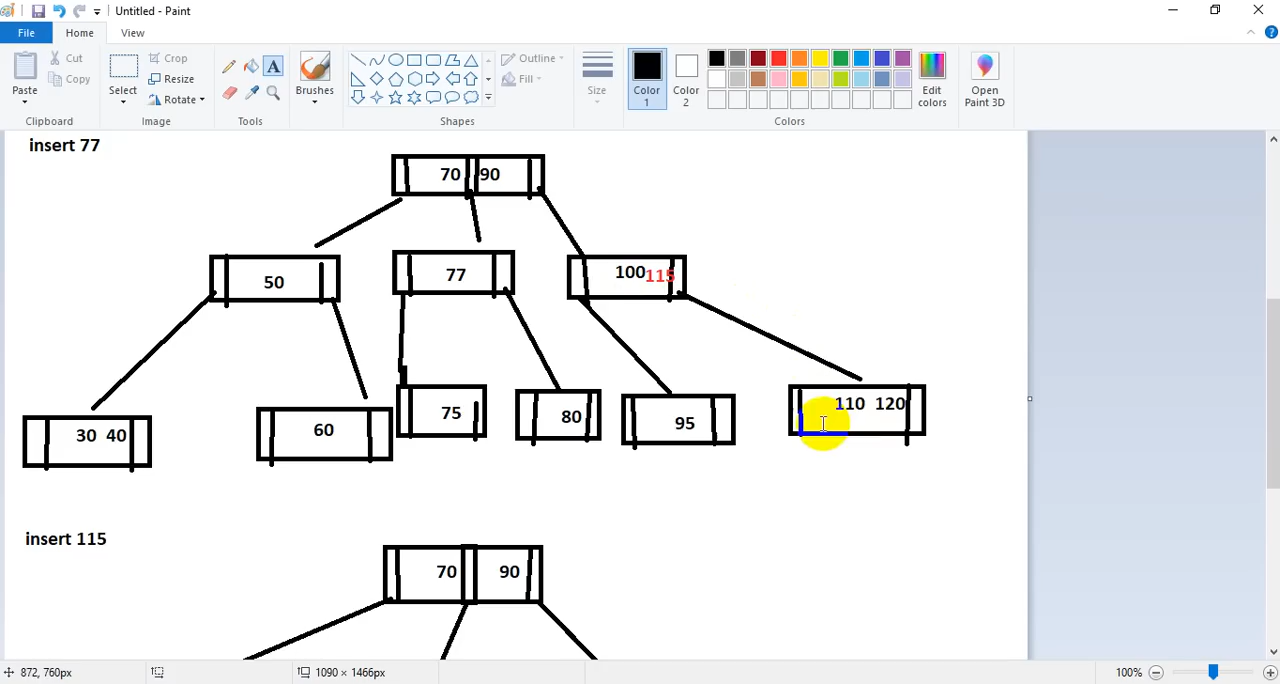 Untitled - Paint
File
Home
View
Paste
Cut
Copy
Clipboard
Select
Crop
Resize
Rotate
Image
A
Tools
Brushes
Outline
Fill
Shapes
Size
Color 1
Color 2
Edit colors
Open Paint 3D
Colors
insert 77
70 90
50
77
100 115
30 40
60
75
80
95
110 120
insert 115
70 90
872, 760px
1090 × 1466px
100%